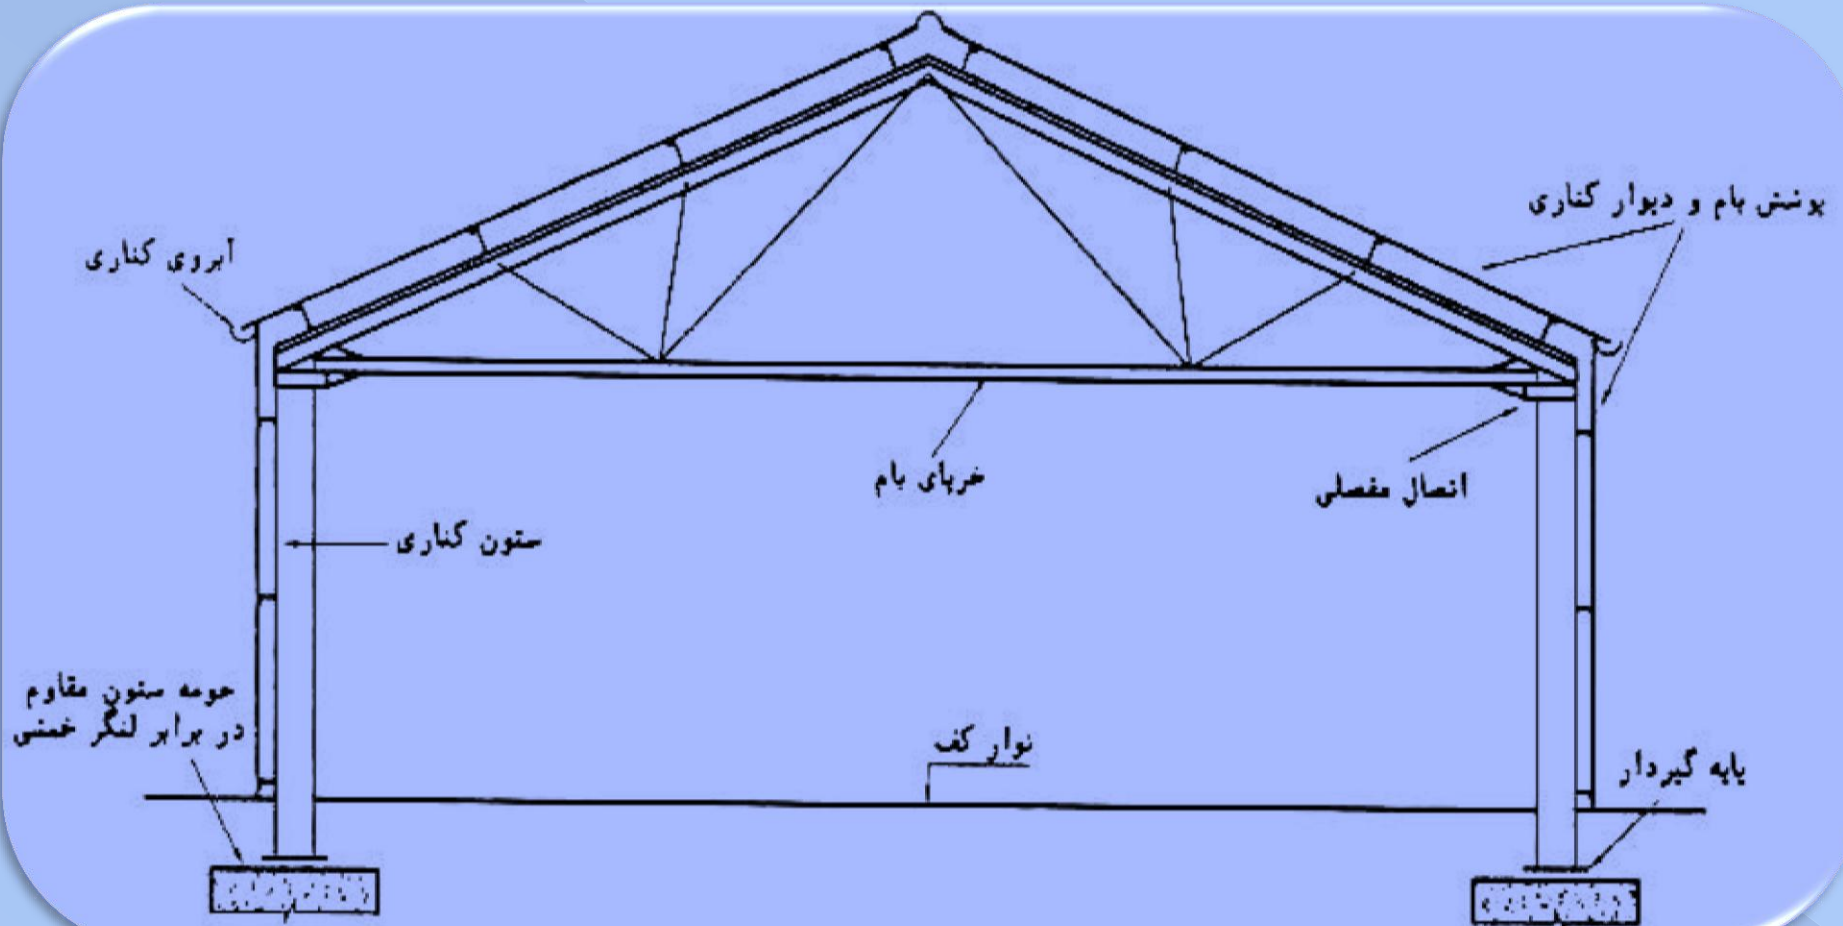 پوشش بام و دیوار کناری
آبروی کناری
خرپای بام
اتصال مفصلی
ستون کناری
حومه ستون مقاوم
در برابر لنگر خمشی
نوار کف
پایه گیردار